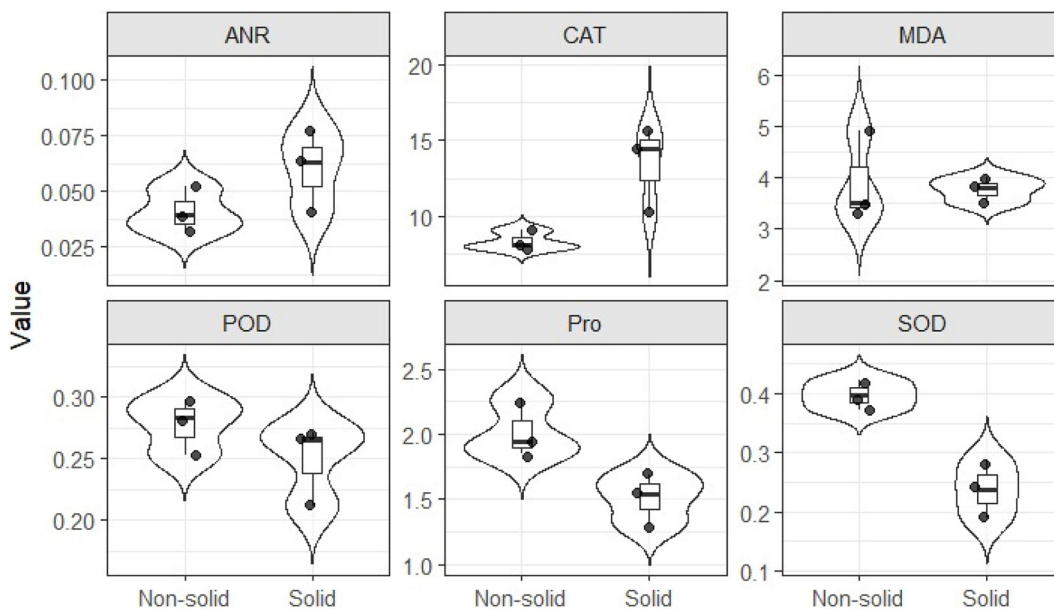 ANR CAT MDA
0.100 20 6
0.075 15 5
0.050 10 4
0.025 3
2
Value
POD Pro SOD
0.30 2.5 0.4
0.25 2.0 0.3
0.20 1.5 0.2
1.0 0.1
Non-solid Solid Non-solid Solid Non-solid Solid